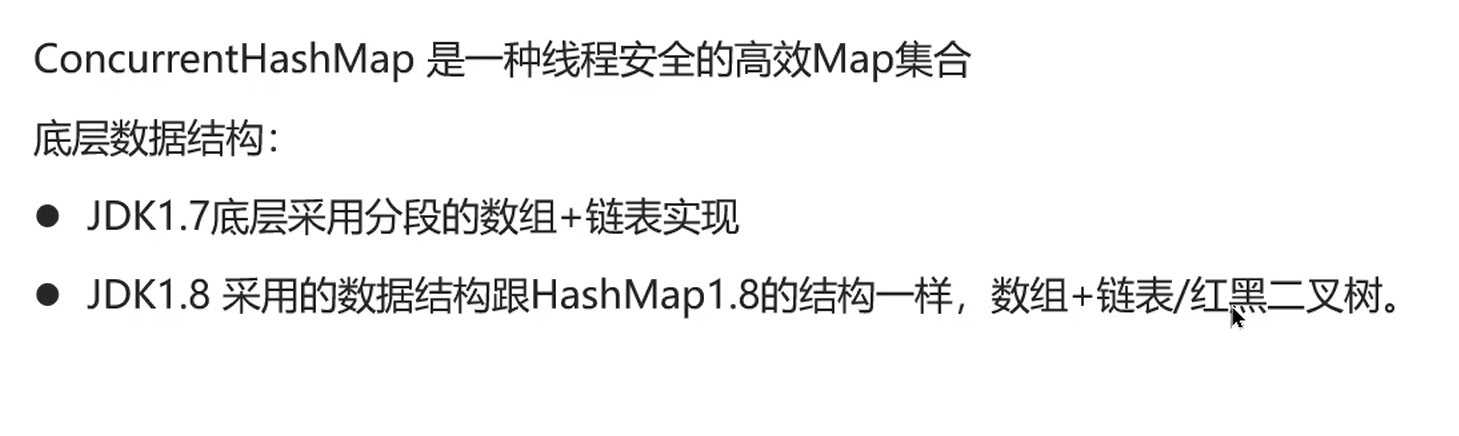 ConcurrentHashMap 是一种线程安全的高效Map集合
底层数据结构：
● JDK1.7底层采用分段的数组+链表实现
● JDK1.8 采用的数据结构跟HashMap1.8的结构一样，数组+链表/红黑二叉树。